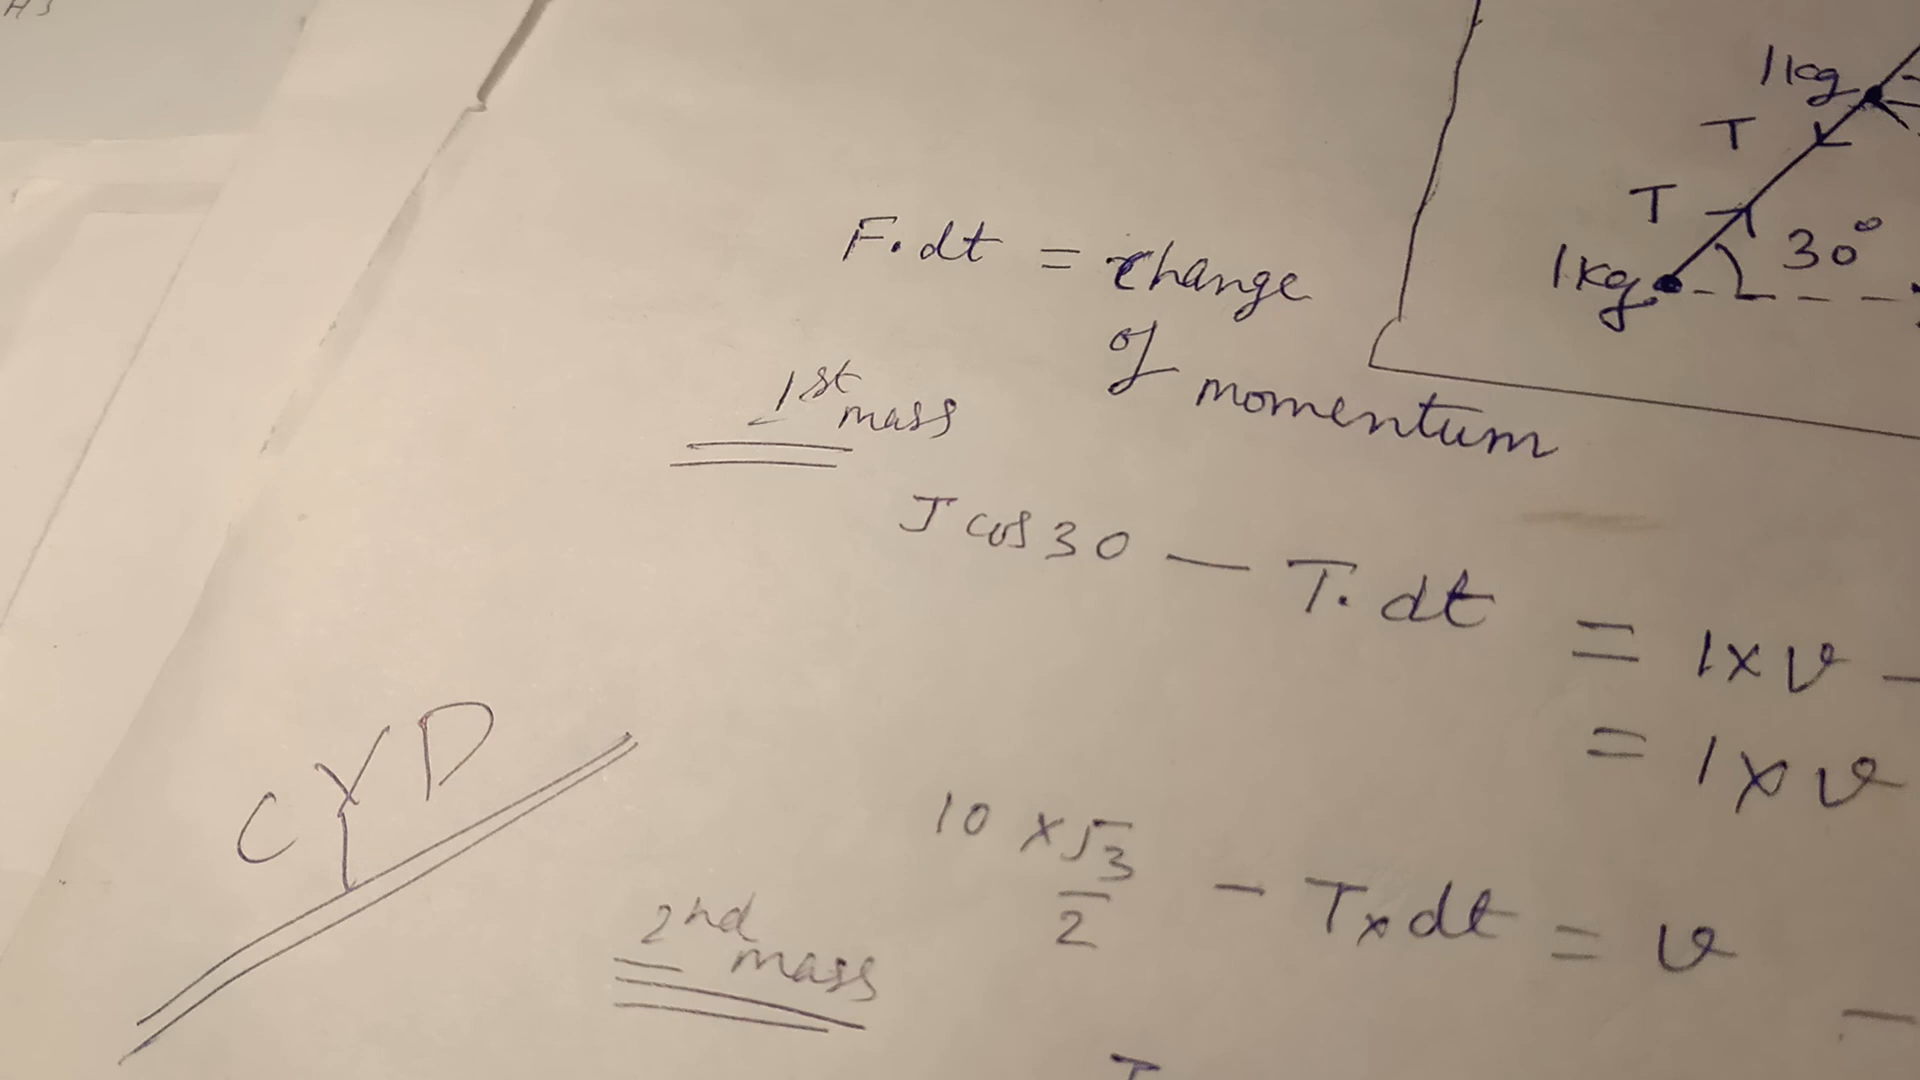 1kg
T
T
30°
1kg
F.dt = change
of momentum
1st mass
J cos 30 — T. dt = 1 x v —
= 1 x v
10 x √3/2 - T x dt = v —
2nd mass
CYD